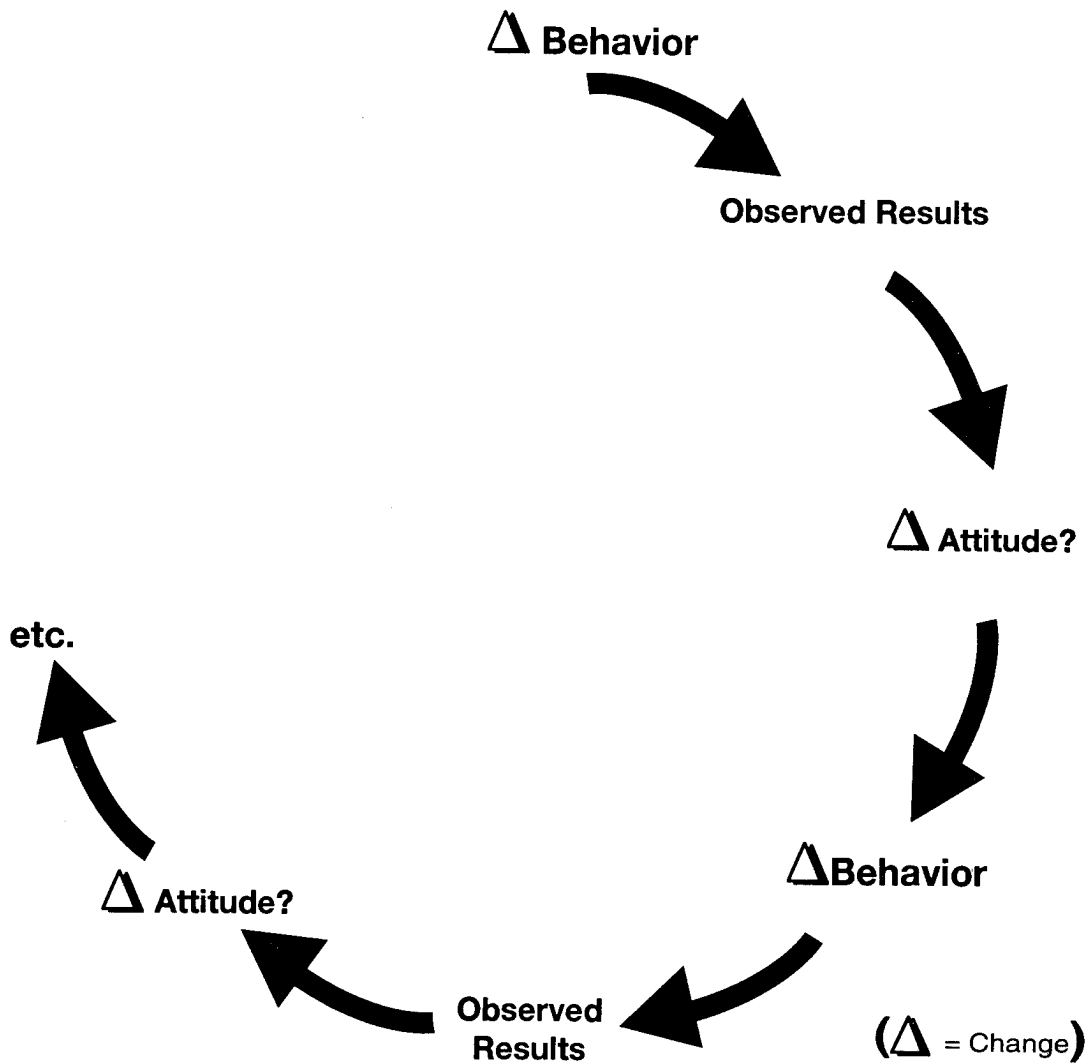 Δ Behavior
Observed Results
Δ Attitude?
ΔBehavior
Observed
Results
Δ Attitude?
etc.
(Δ = Change)